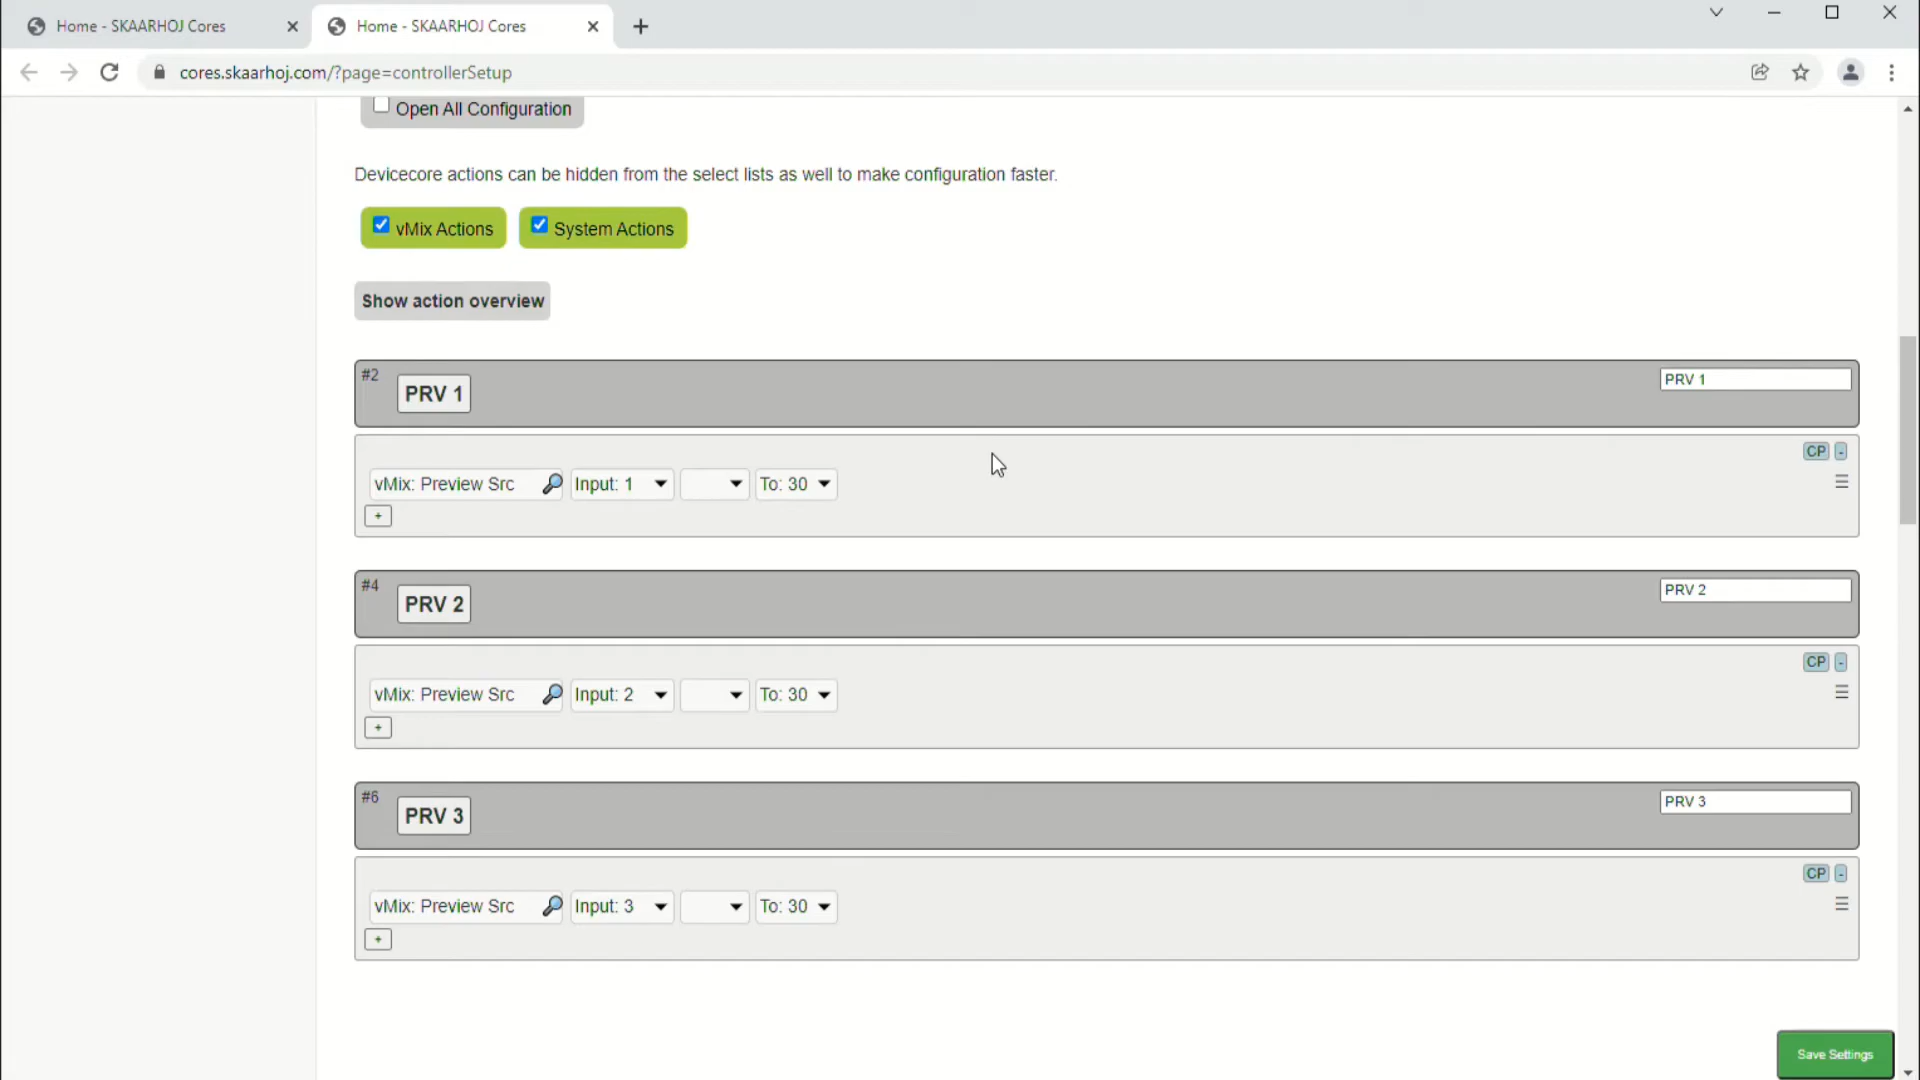 Home - SKAARHOJ Cores
Home - SKAARHOJ Cores
cores.skaarhoj.com/?page=controllerSetup
Open All Configuration
Devicecore actions can be hidden from the select lists as well to make configuration faster.
vMix Actions
System Actions
Show action overview
#2
PRV 1
PRV 1
CP -
vMix: Preview Src Input: 1 To: 30
+
#4
PRV 2
PRV 2
CP -
vMix: Preview Src Input: 2 To: 30
+
#6
PRV 3
PRV 3
CP -
vMix: Preview Src Input: 3 To: 30
+
Save Settings